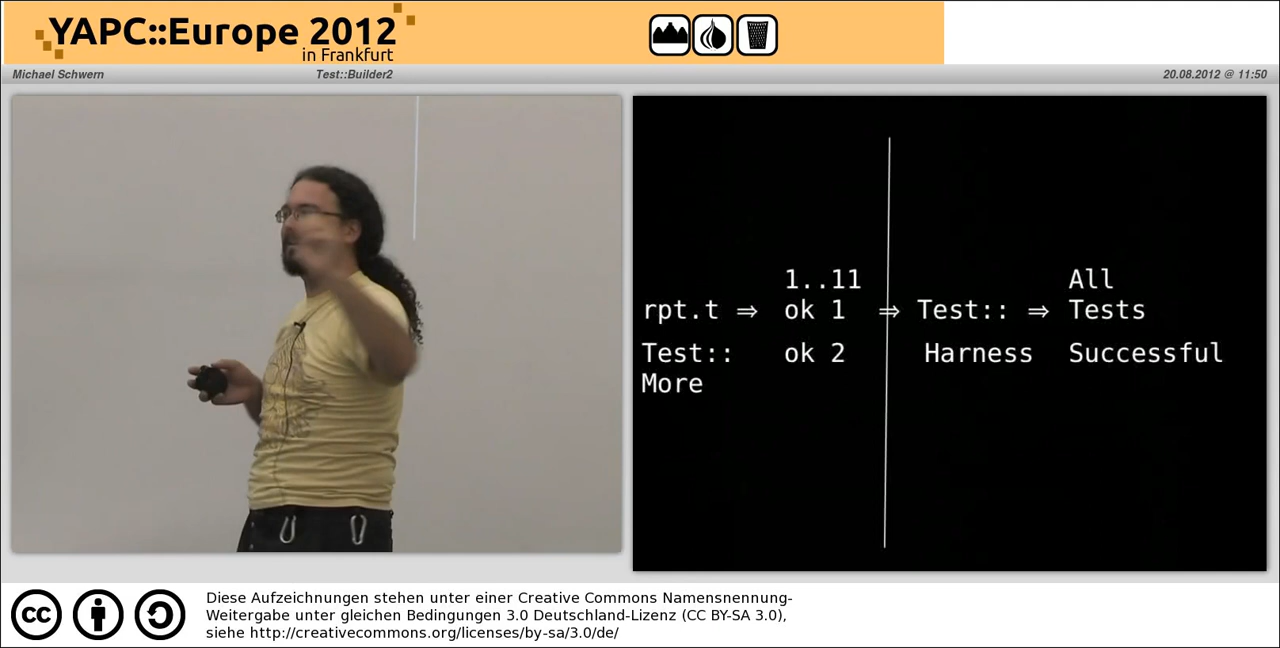 YAPC::Europe 2012
in Frankfurt
Michael Schwern
Test::Builder2
20.08.2012 @ 11:50
1..11
All
rpt.t ⇒ ok 1 ⇒ Test:: ⇒ Tests
Test:: ok 2 Harness Successful
More
cc
Diese Aufzeichnungen stehen unter einer Creative Commons Namensnennung-
Weitergabe unter gleichen Bedingungen 3.0 Deutschland-Lizenz (CC BY-SA 3.0),
siehe http://creativecommons.org/licenses/by-sa/3.0/de/